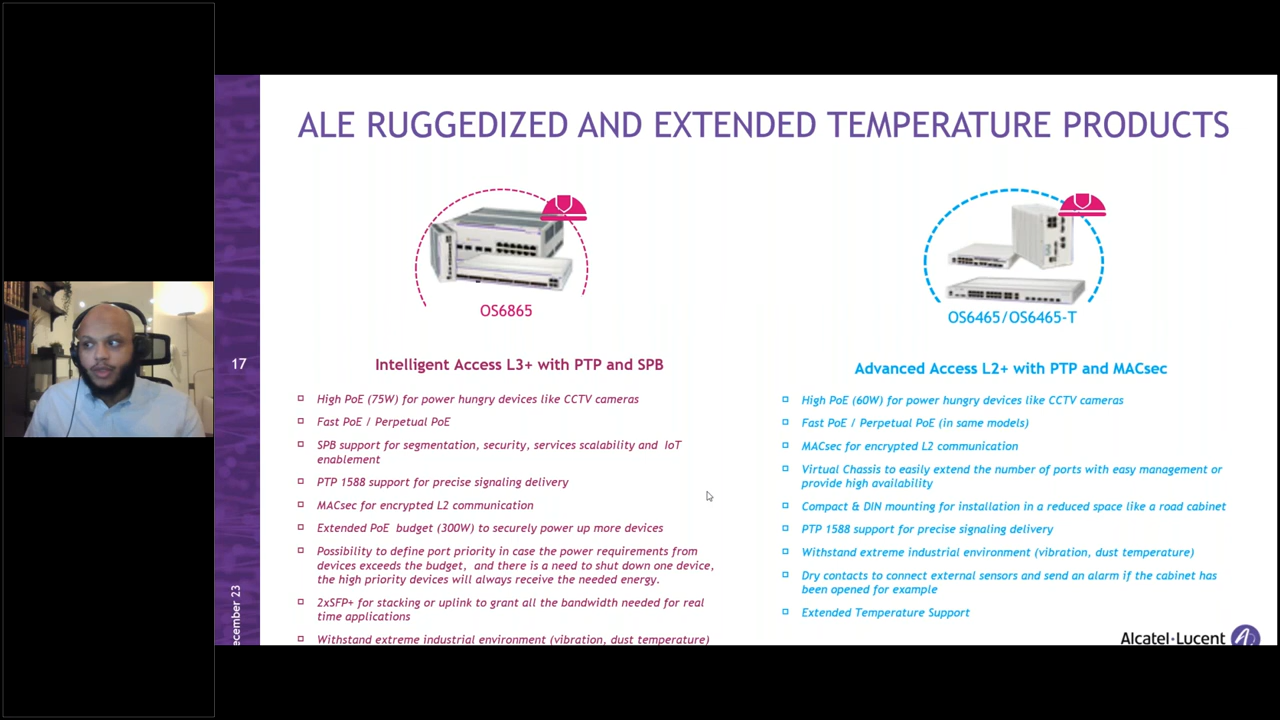 ALE RUGGEDIZED AND EXTENDED TEMPERATURE PRODUCTS
OS6865
Intelligent Access L3+ with PTP and SPB
High PoE (75W) for power hungry devices like CCTV cameras
Fast PoE / Perpetual PoE
SPB support for segmentation, security, services scalability and IoT
enablement
PTP 1588 support for precise signaling delivery
MACsec for encrypted L2 communication
Extended PoE budget (300W) to securely power up more devices
Possibility to define port priority in case the power requirements from
devices exceeds the budget, and there is a need to shut down one device,
the high priority devices will always receive the needed energy.
2xSFP+ for stacking or uplink to grant all the bandwidth needed for real
time applications
Withstand extreme industrial environment (vibration, dust temperature)
OS6465/OS6465-T
Advanced Access L2+ with PTP and MACsec
High PoE (60W) for power hungry devices like CCTV cameras
Fast PoE / Perpetual PoE (in same models)
MACsec for encrypted L2 communication
Virtual Chassis to easily extend the number of ports with easy management or
provide high availability
Compact & DIN mounting for installation in a reduced space like a road cabinet
PTP 1588 support for precise signaling delivery
Withstand extreme industrial environment (vibration, dust temperature)
Dry contacts to connect external sensors and send an alarm if the cabinet has
been opened for example
Extended Temperature Support
17
ecember 23
Alcatel·Lucent